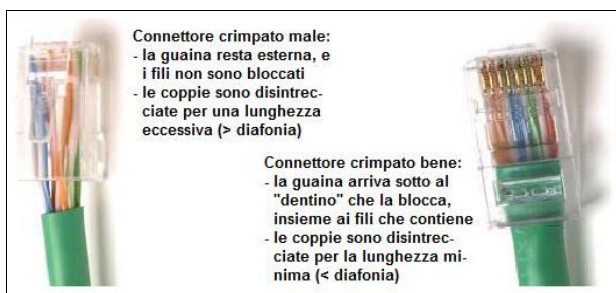 Connettore crimpato male:
- la guaina resta esterna, e
i fili non sono bloccati
- le coppie sono disintrec-
ciate per una lunghezza
eccessiva (> diafonia)
Connettore crimpato bene:
- la guaina arriva sotto al
"dentino" che la blocca,
insieme ai fili che contiene
- le coppie sono disintrec-
ciate per la lunghezza mi-
nima (< diafonia)